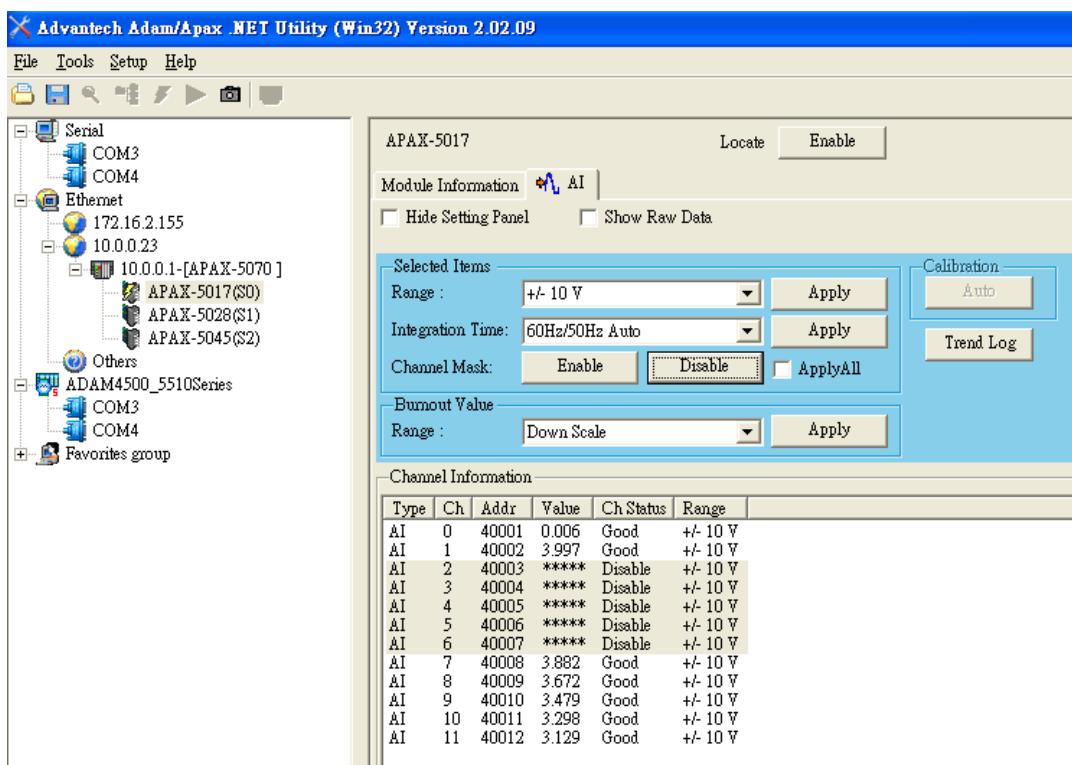 Advantech Adam/Apax .NET Utility (Win32) Version 2.02.09
File Tools Setup Help
Serial
COM3
COM4
Ethernet
172.16.2.155
10.0.0.23
10.0.0.1-[APAX-5070 ]
APAX-5017(S0)
APAX-5028(S1)
APAX-5045(S2)
Others
ADAM4500_5510Series
COM3
COM4
Favorites group
APAX-5017 Locate Enable
Module Information AI
Hide Setting Panel Show Raw Data
Selected Items
Range : +/- 10 V Apply
Integration Time: 60Hz/50Hz Auto Apply
Channel Mask: Enable Disable ApplyAll
Calibration
Auto
Trend Log
Burnout Value
Range : Down Scale Apply
Channel Information
Type Ch Addr Value Ch Status Range
AI 0 40001 0.006 Good +/- 10 V
AI 1 40002 3.997 Good +/- 10 V
AI 2 40003 ***** Disable +/- 10 V
AI 3 40004 ***** Disable +/- 10 V
AI 4 40005 ***** Disable +/- 10 V
AI 5 40006 ***** Disable +/- 10 V
AI 6 40007 ***** Disable +/- 10 V
AI 7 40008 3.882 Good +/- 10 V
AI 8 40009 3.672 Good +/- 10 V
AI 9 40010 3.479 Good +/- 10 V
AI 10 40011 3.298 Good +/- 10 V
AI 11 40012 3.129 Good +/- 10 V